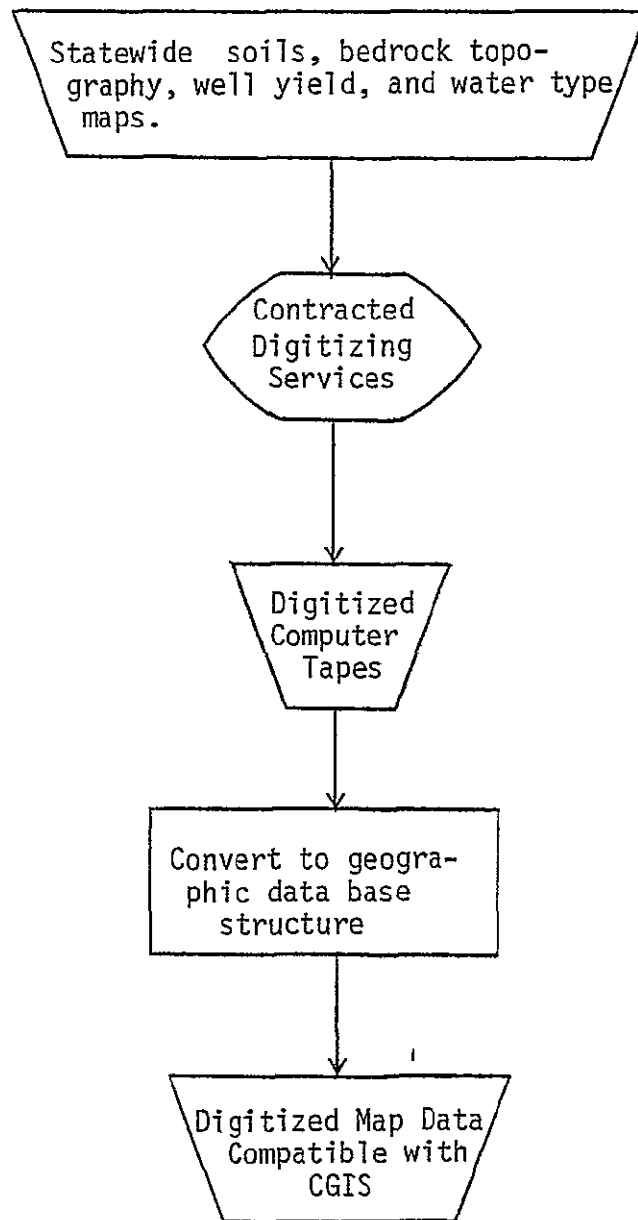 Statewide soils, bedrock topo-
graphy, well yield, and water type
maps.
Contracted
Digitizing
Services
Digitized
Computer
Tapes
Convert to geogra-
phic data base
structure
Digitized Map Data
Compatible with
CGIS